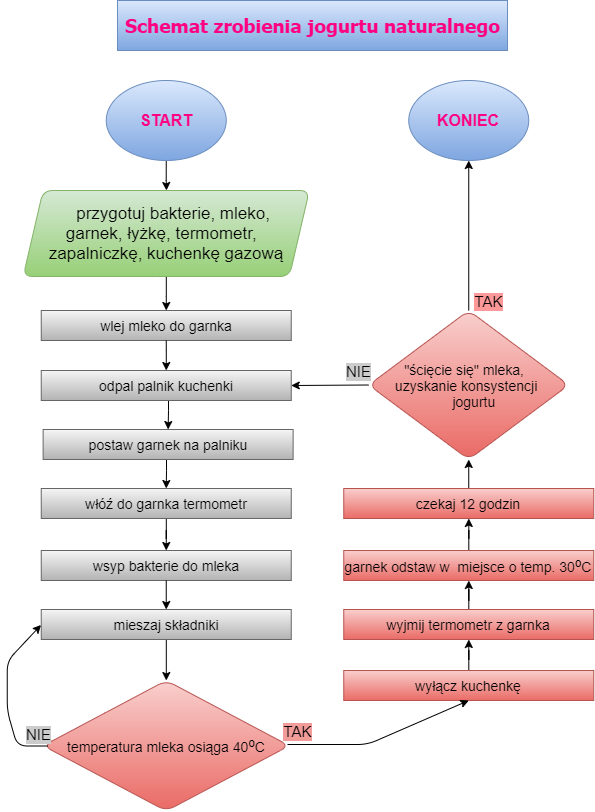 Schemat zrobienia jogurtu naturalnego
START
przygotuj bakterie, mleko,
garnek, łyżkę, termometr,
zapalniczkę, kuchenkę gazową
wlej mleko do garnka
odpal palnik kuchenki
postaw garnek na palniku
włóź do garnka termometr
wsyp bakterie do mleka
mieszaj składniki
temperatura mleka osiąga 40°C
NIE
TAK
wyłącz kuchenkę
wyjmij termometr z garnka
garnek odstaw w miejsce o temp. 30°C
czekaj 12 godzin
"ścięcie się" mleka,
uzyskanie konsystencji
jogurtu
NIE
TAK
KONIEC